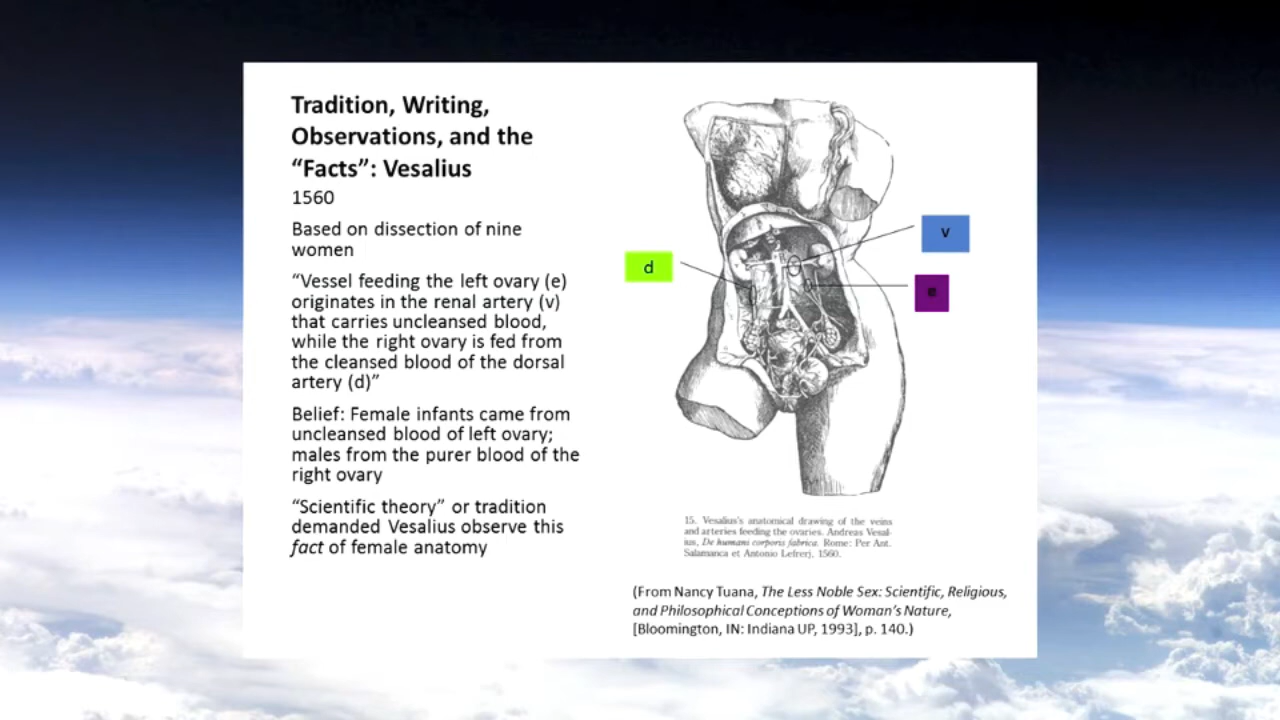 Tradition, Writing,
Observations, and the
“Facts”: Vesalius
1560
Based on dissection of nine
women
“Vessel feeding the left ovary (e)
originates in the renal artery (v)
that carries uncleansed blood,
while the right ovary is fed from
the cleansed blood of the dorsal
artery (d)”
Belief: Female infants came from
uncleansed blood of left ovary;
males from the purer blood of the
right ovary
“Scientific theory” or tradition
demanded Vesalius observe this
fact of female anatomy
v
d
e
15. Vesalius's anatomical drawing of the veins
and arteries feeding the ovaries. Andreas Vesal-
ius, De humani corporis fabrica. Rome: Per Ant.
Salamanca et Antonio Lefrerj, 1560.
(From Nancy Tuana, The Less Noble Sex: Scientific, Religious,
and Philosophical Conceptions of Woman’s Nature,
[Bloomington, IN: Indiana UP, 1993], p. 140.)